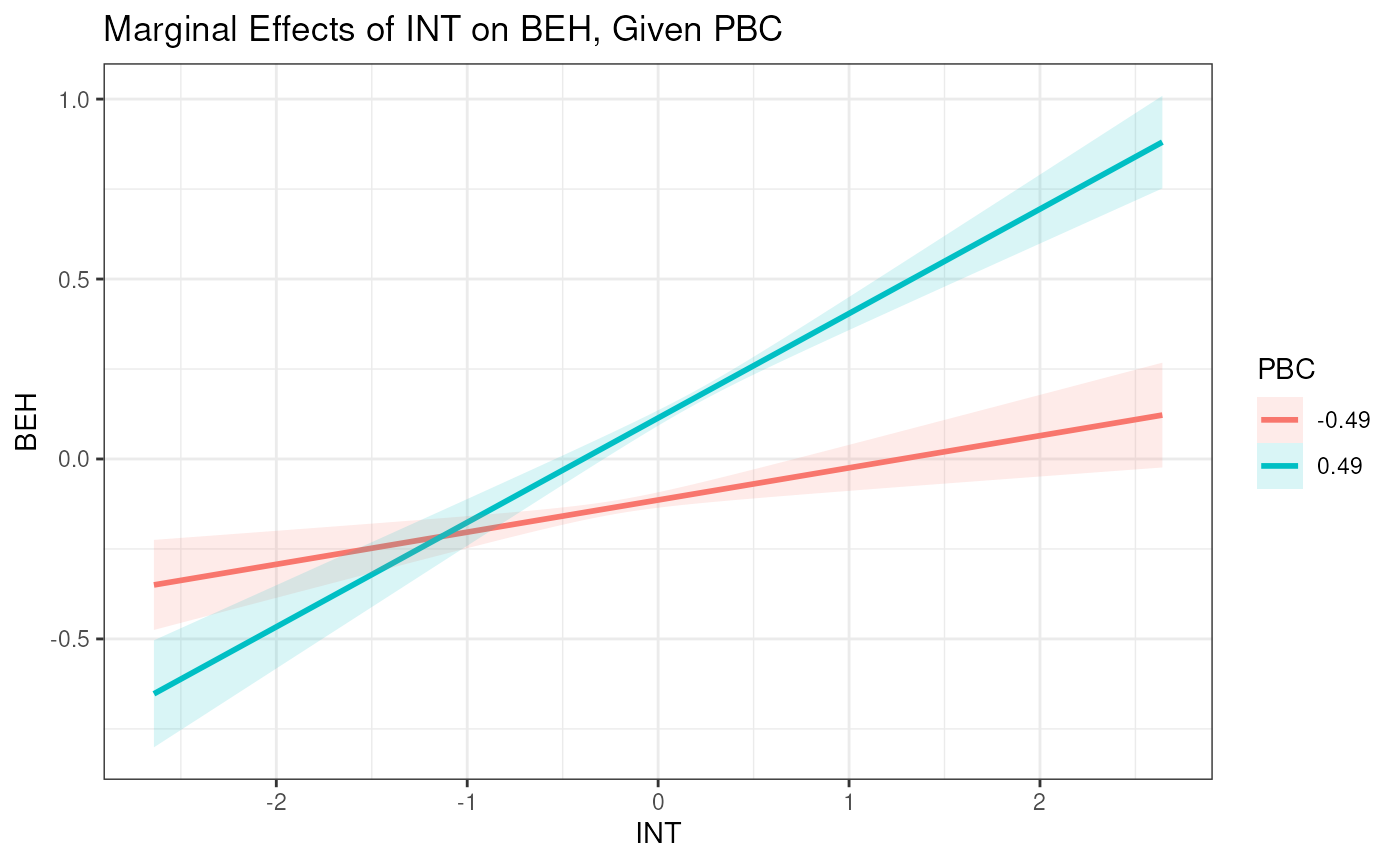 Marginal Effects of INT on BEH, Given PBC
1.0
0.5
0.0
-0.5
BEH
-2
-1
0
1
2
INT
PBC
-0.49
0.49